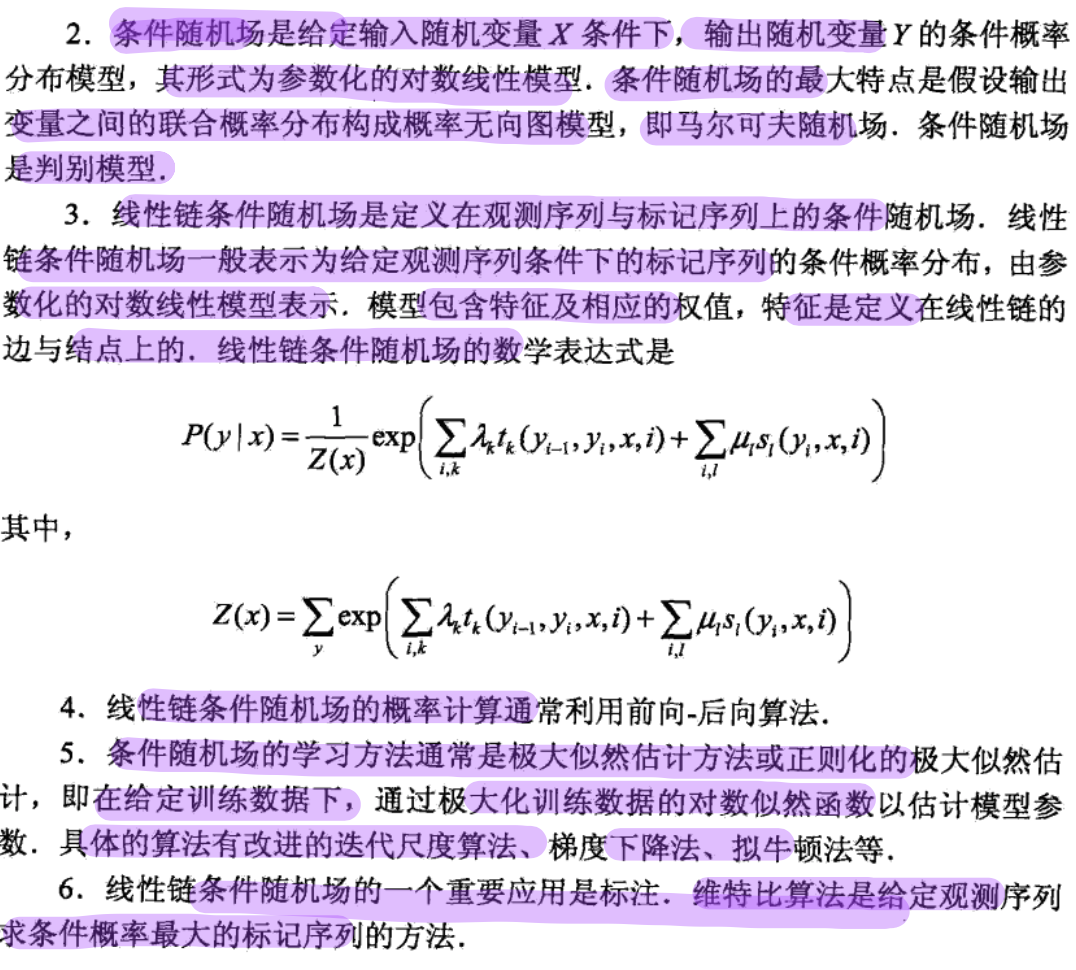 2．条件随机场是给定输入随机变量 X 条件下，输出随机变量 Y 的条件概率
分布模型，其形式为参数化的对数线性模型．条件随机场的最大特点是假设输出
变量之间的联合概率分布构成概率无向图模型，即马尔可夫随机场．条件随机场
是判别模型．
3．线性链条件随机场是定义在观测序列与标记序列上的条件随机场．线性
链条件随机场一般表示为给定观测序列条件下的标记序列的条件概率分布，由参
数化的对数线性模型表示．模型包含特征及相应的权值，特征是定义在线性链的
边与结点上的．线性链条件随机场的数学表达式是
P(y|x) = \frac{1}{Z(x)} \exp\left( \sum_{i,k} \lambda_k t_k(y_{i-1}, y_i, x, i) + \sum_{i,l} \mu_l s_l(y_i, x, i) \right)
其中，
Z(x) = \sum_{y} \exp\left( \sum_{i,k} \lambda_k t_k(y_{i-1}, y_i, x, i) + \sum_{i,l} \mu_l s_l(y_i, x, i) \right)
4．线性链条件随机场的概率计算通常利用前向-后向算法．
5．条件随机场的学习方法通常是极大似然估计方法或正则化的极大似然估
计，即在给定训练数据下，通过极大化训练数据的对数似然函数以估计模型参
数．具体的算法有改进的迭代尺度算法、梯度下降法、拟牛顿法等．
6．线性链条件随机场的一个重要应用是标注．维特比算法是给定观测序列
求条件概率最大的标记序列的方法．